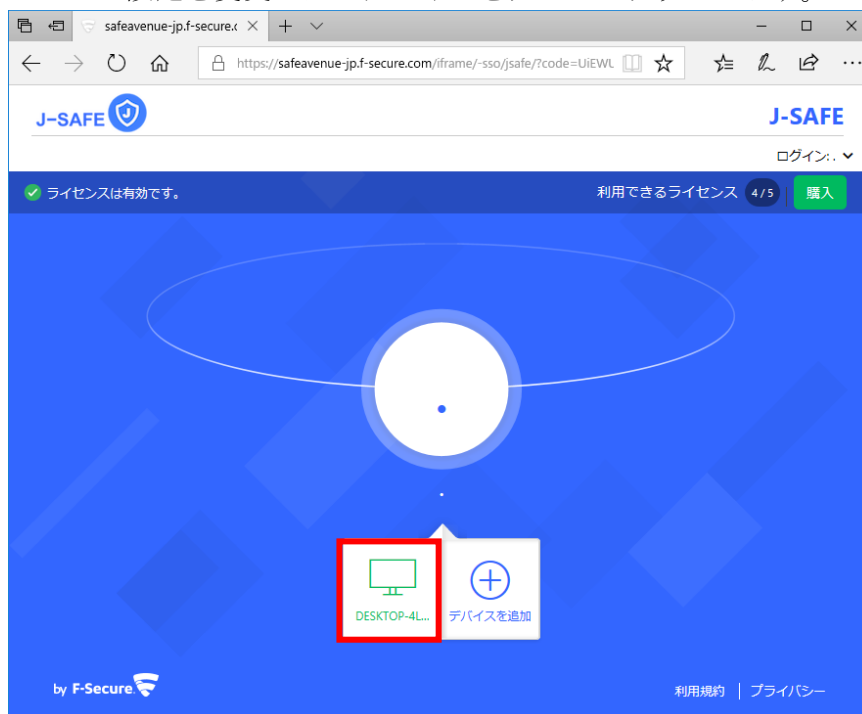 safeavenue-jp.f-secure.c
https://safeavenue-jp.f-secure.com/iframe/-sso/jsafe/?code=UiEWL
J-SAFE
J-SAFE
ログイン: .
ライセンスは有効です。
利用できるライセンス 4/5 購入
DESKTOP-4L...
デバイスを追加
by F-Secure.
利用規約 | プライバシー